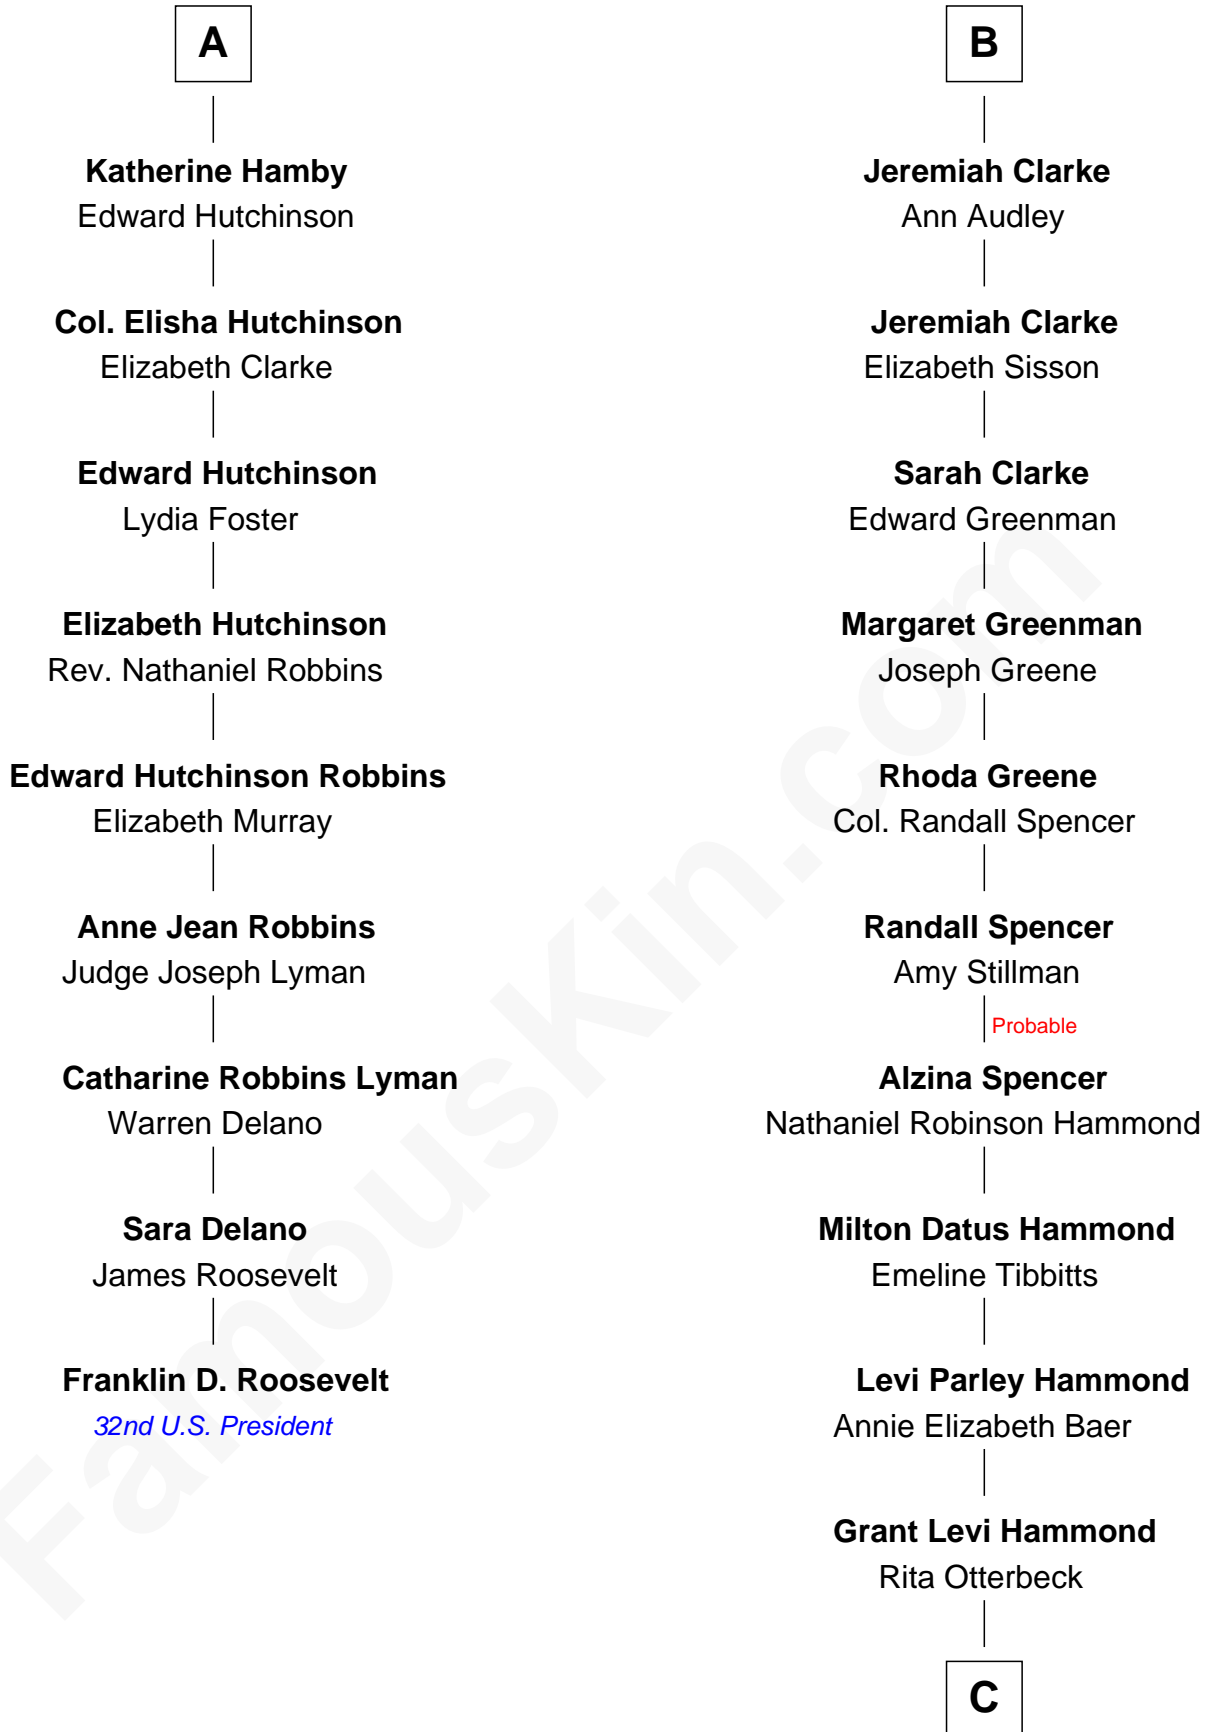 A
Katherine Hamby
Edward Hutchinson
Col. Elisha Hutchinson
Elizabeth Clarke
Edward Hutchinson
Lydia Foster
Elizabeth Hutchinson
Rev. Nathaniel Robbins
Edward Hutchinson Robbins
Elizabeth Murray
Anne Jean Robbins
Judge Joseph Lyman
Catharine Robbins Lyman
Warren Delano
Sara Delano
James Roosevelt
Franklin D. Roosevelt
32nd U.S. President
B
Jeremiah Clarke
Ann Audley
Jeremiah Clarke
Elizabeth Sisson
Sarah Clarke
Edward Greenman
Margaret Greenman
Joseph Greene
Rhoda Greene
Col. Randall Spencer
Randall Spencer
Amy Stillman
Probable
Alzina Spencer
Nathaniel Robinson Hammond
Milton Datus Hammond
Emeline Tibbitts
Levi Parley Hammond
Annie Elizabeth Baer
Grant Levi Hammond
Rita Otterbeck
C
FamousKin.com